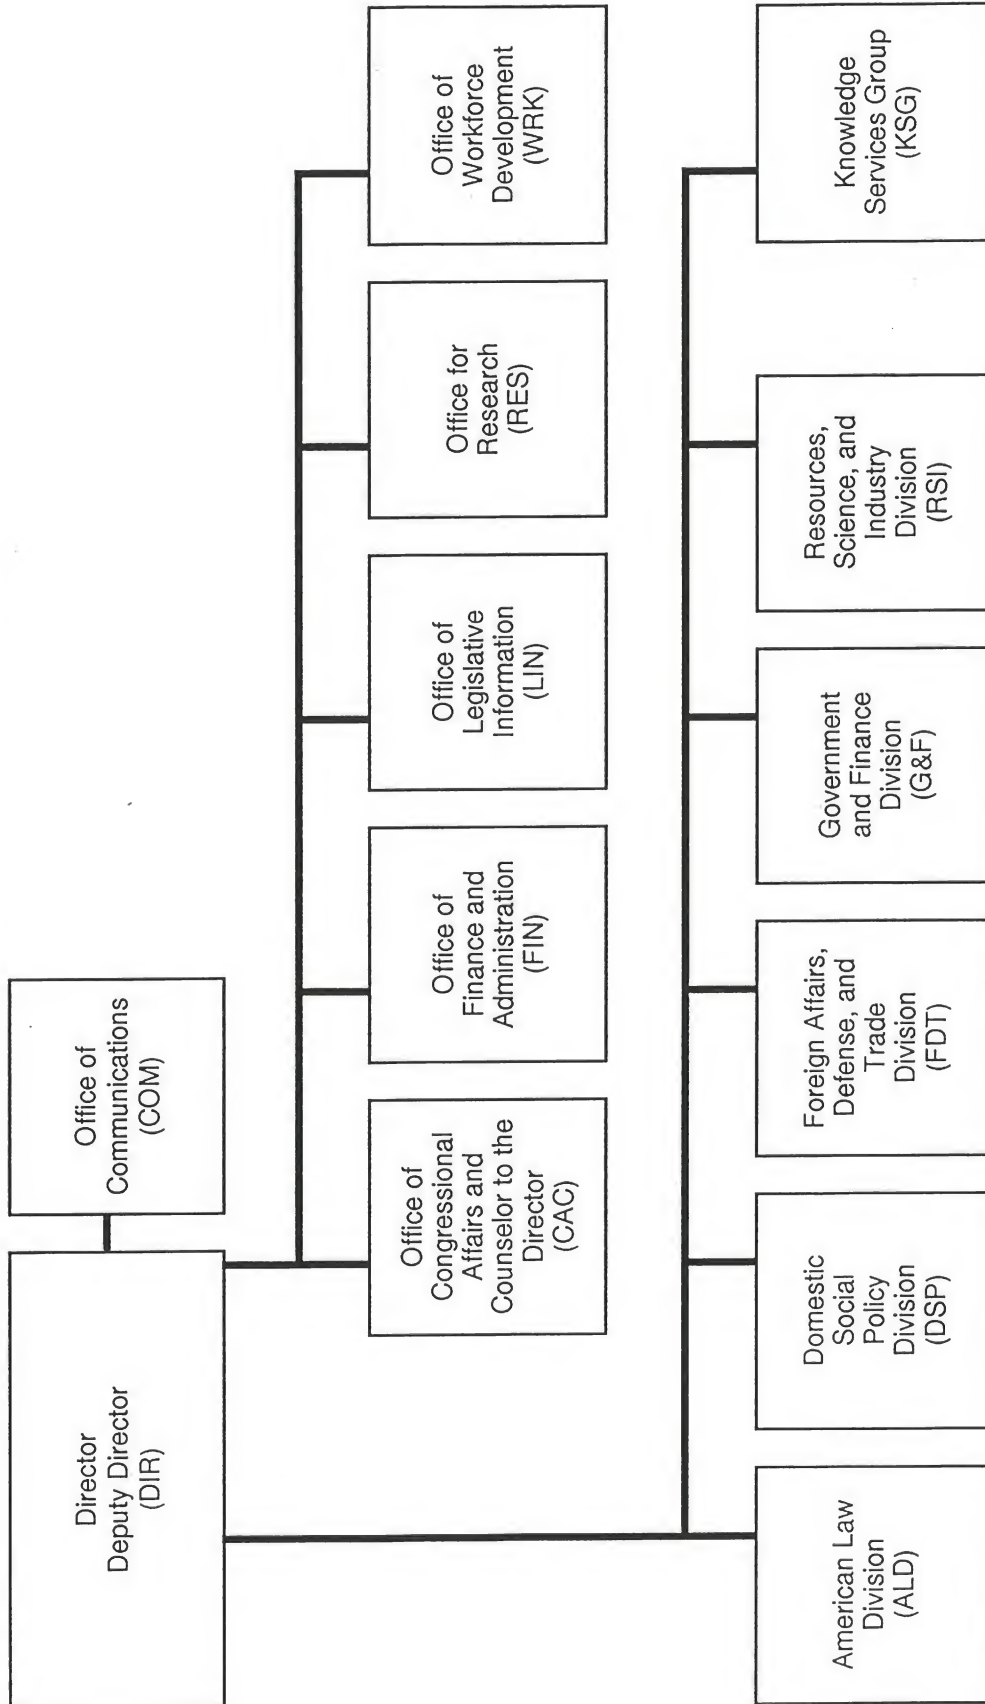 Director
Deputy Director
(DIR)
Office of
Communications
(COM)
Office of
Congressional
Affairs and
Counselor to the
Director
(CAC)
Office of
Finance and
Administration
(FIN)
Office of
Legislative
Information
(LIN)
Office for
Research
(RES)
Office of
Workforce
Development
(WRK)
American Law
Division
(ALD)
Domestic
Social
Policy
Division
(DSP)
Foreign Affairs,
Defense, and
Trade
Division
(FDT)
Government
and Finance
Division
(G&F)
Resources,
Science, and
Industry
Division
(RSI)
Knowledge
Services Group
(KSG)